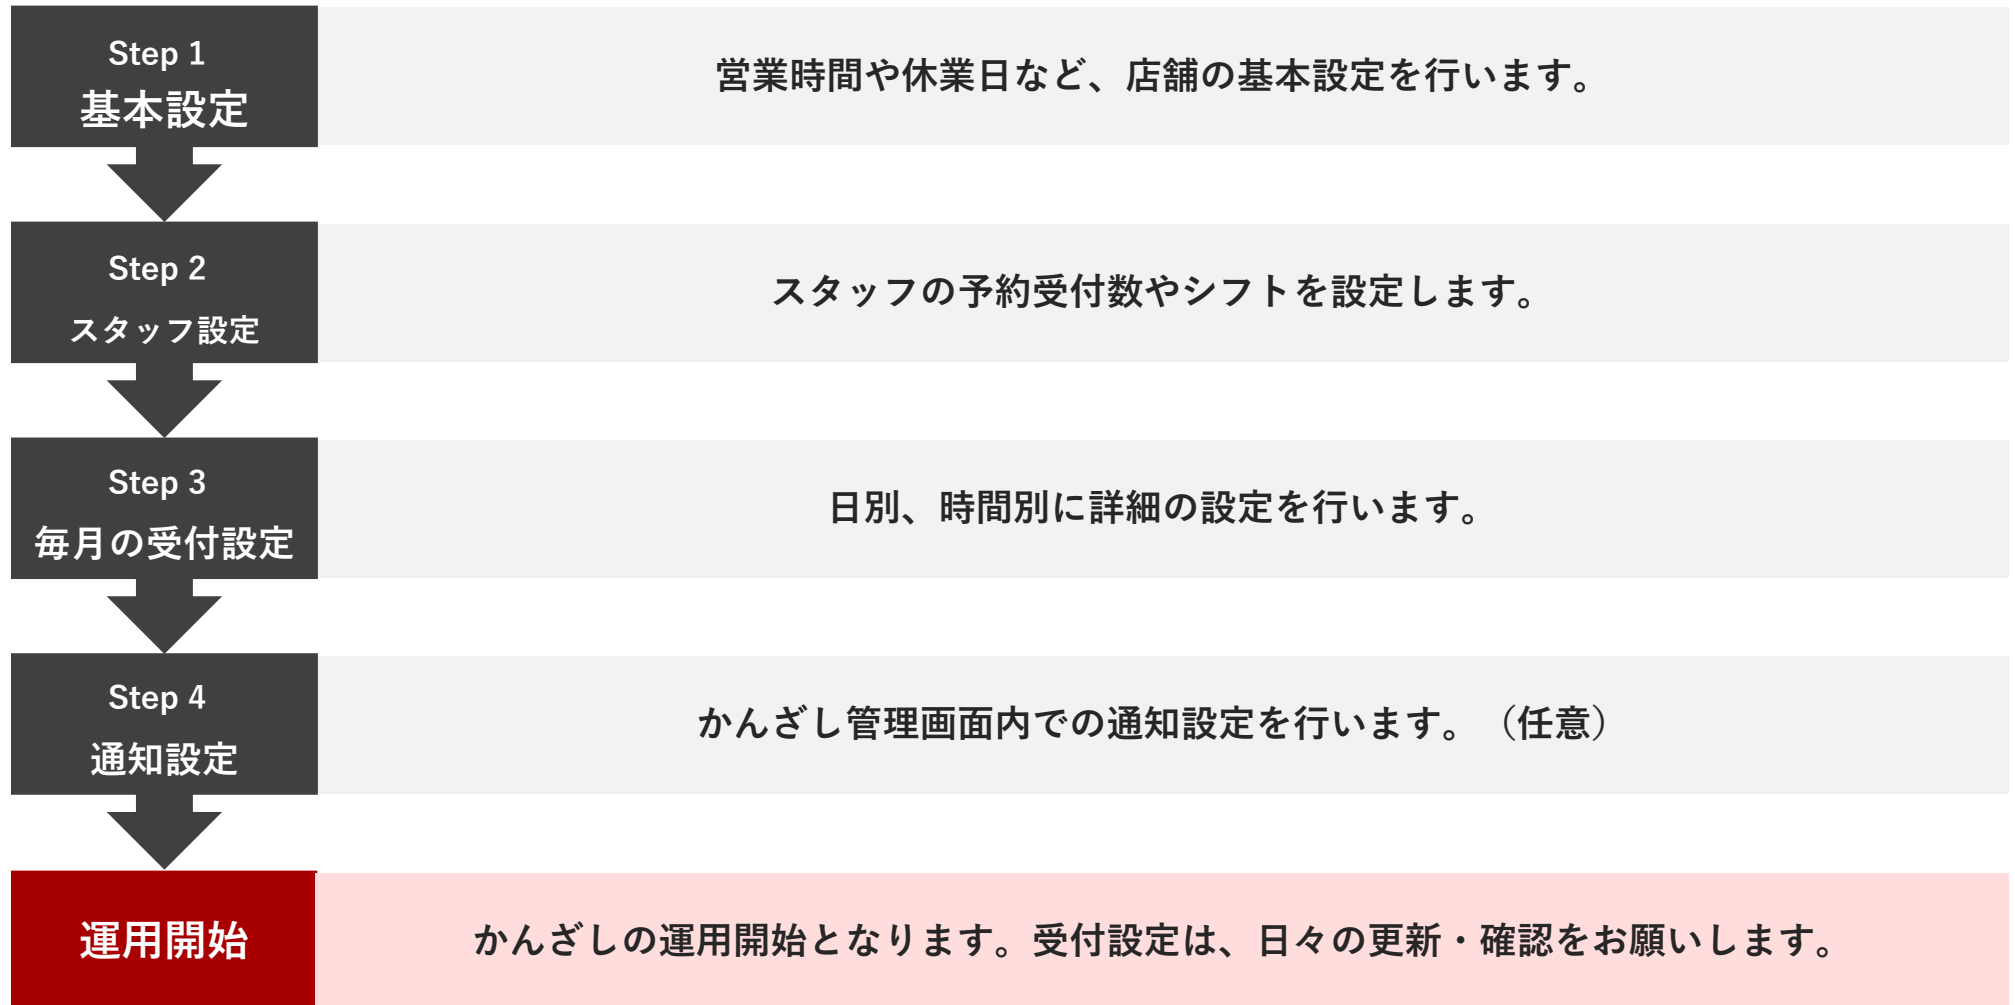 Step 1
基本設定
営業時間や休業日など、店舗の基本設定を行います。
Step 2
スタッフ設定
スタッフの予約受付数やシフトを設定します。
Step 3
毎月の受付設定
日別、時間別に詳細の設定を行います。
Step 4
通知設定
かんざし管理画面内での通知設定を行います。（任意）
運用開始
かんざしの運用開始となります。受付設定は、日々の更新・確認をお願いします。